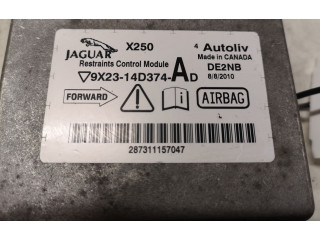 JAGUAR X250 4 Autoliv
Restraints Control Module Made in CANADA
DE2NB
9X23-14D374-AD 8/8/2010
FORWARD AIRBAG
287311157047